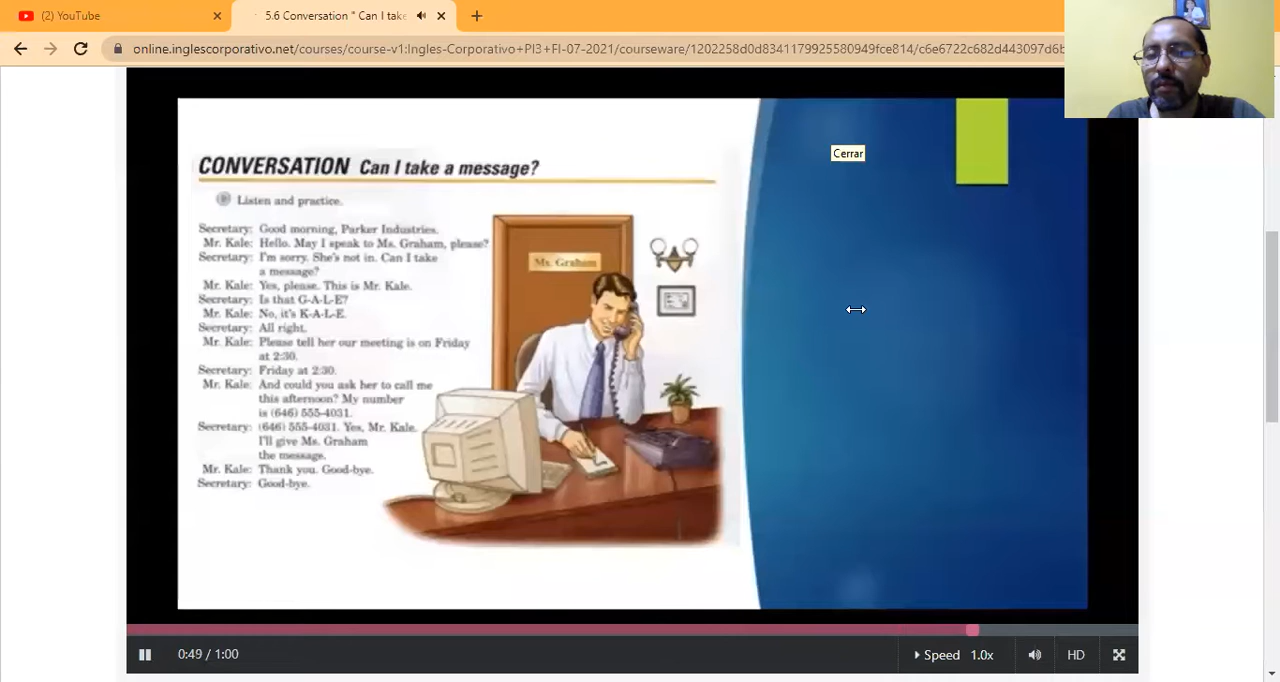 (2) YouTube
5.6 Conversation " Can I take
online.inglescorporativo.net/courses/course-v1:Ingles-Corporativo+PI3+FI-07-2021/courseware/1202258d0d8341179925580949fce814/c6e6722c682d443097d6b
CONVERSATION Can I take a message?
Cerrar
Listen and practice.
Secretary: Good morning, Parker Industries.
Mr. Kale: Hello. May I speak to Ms. Graham, please?
Secretary: I'm sorry. She's not in. Can I take
a message?
Mr. Kale: Yes, please. This is Mr. Kale.
Secretary: Is that G-A-L-E?
Mr. Kale: No, it's K-A-L-E.
Secretary: All right.
Mr. Kale: Please tell her our meeting is on Friday
at 2:30.
Secretary: Friday at 2:30.
Mr. Kale: And could you ask her to call me
this afternoon? My number
is (646) 555-4031.
Secretary: (646) 555-4031. Yes, Mr. Kale.
I'll give Ms. Graham
the message.
Mr. Kale: Thank you. Good-bye.
Secretary: Good-bye.
Ms. Graham
0:49 / 1:00
Speed 1.0x
HD